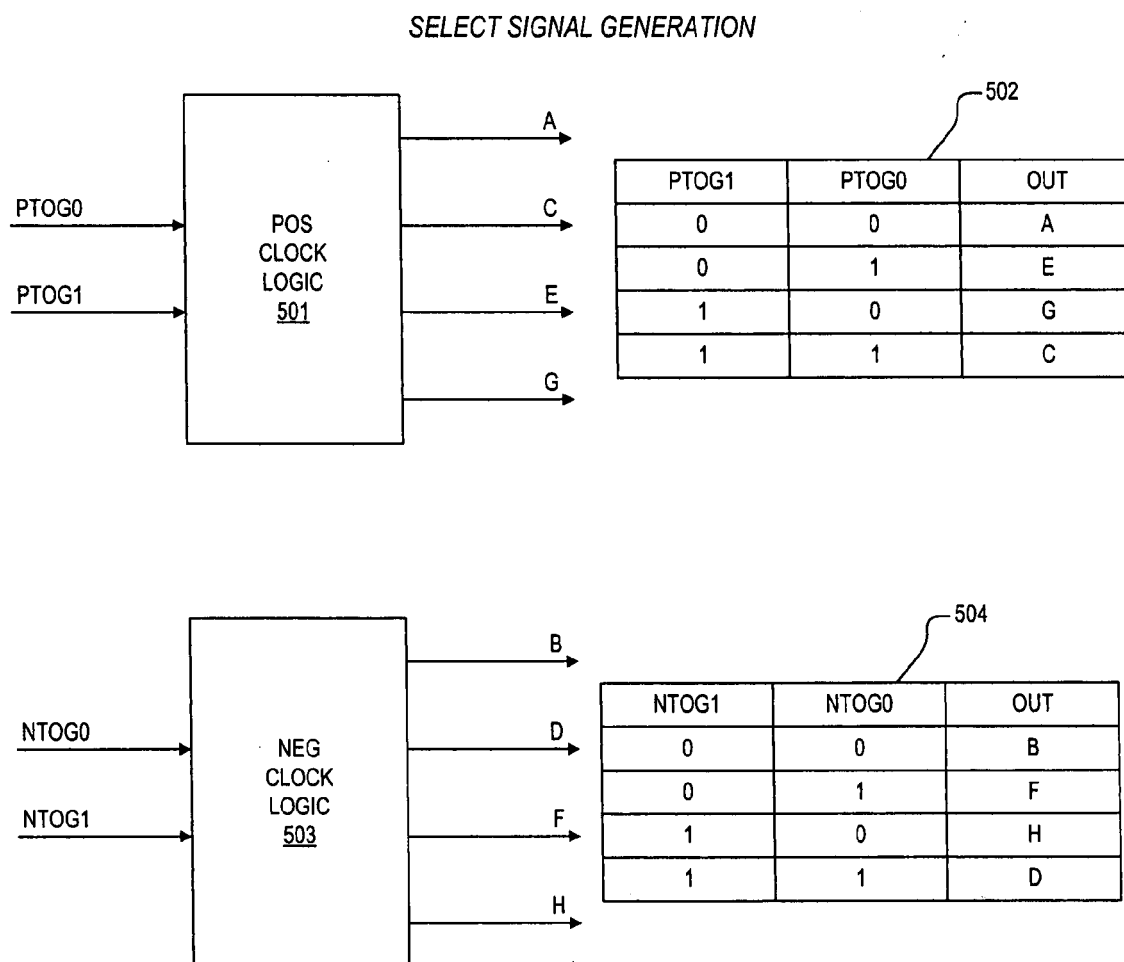 SELECT SIGNAL GENERATION
PTOG0
PTOG1
POS
CLOCK
LOGIC
501
A
C
E
G
502
PTOG1 PTOG0 OUT
0 0 A
0 1 E
1 0 G
1 1 C
NTOG0
NTOG1
NEG
CLOCK
LOGIC
503
B
D
F
H
504
NTOG1 NTOG0 OUT
0 0 B
0 1 F
1 0 H
1 1 D